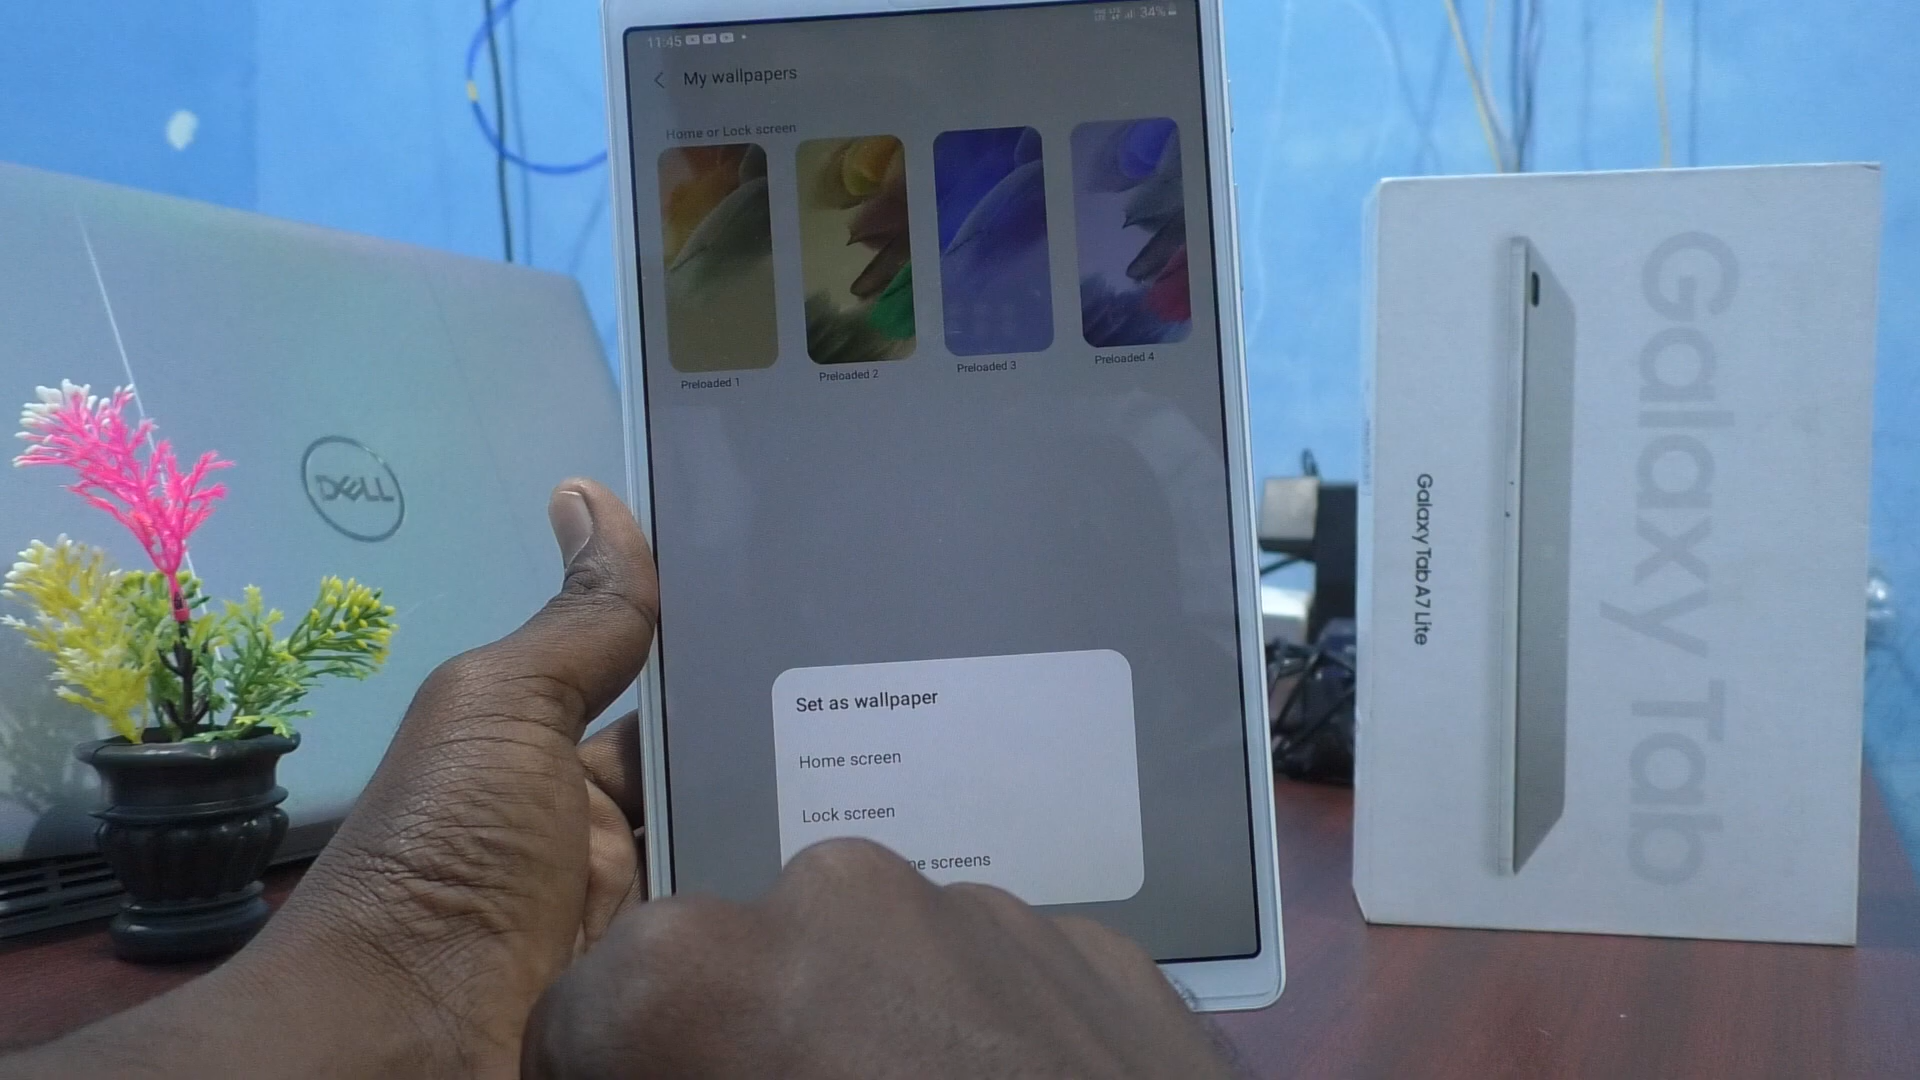 11:45
34%
My wallpapers
Home or Lock screen
Preloaded 1
Preloaded 2
Preloaded 3
Preloaded 4
Set as wallpaper
Home screen
Lock screen
screens
DELL
Galaxy Tab A7 Lite
Galaxy Tab